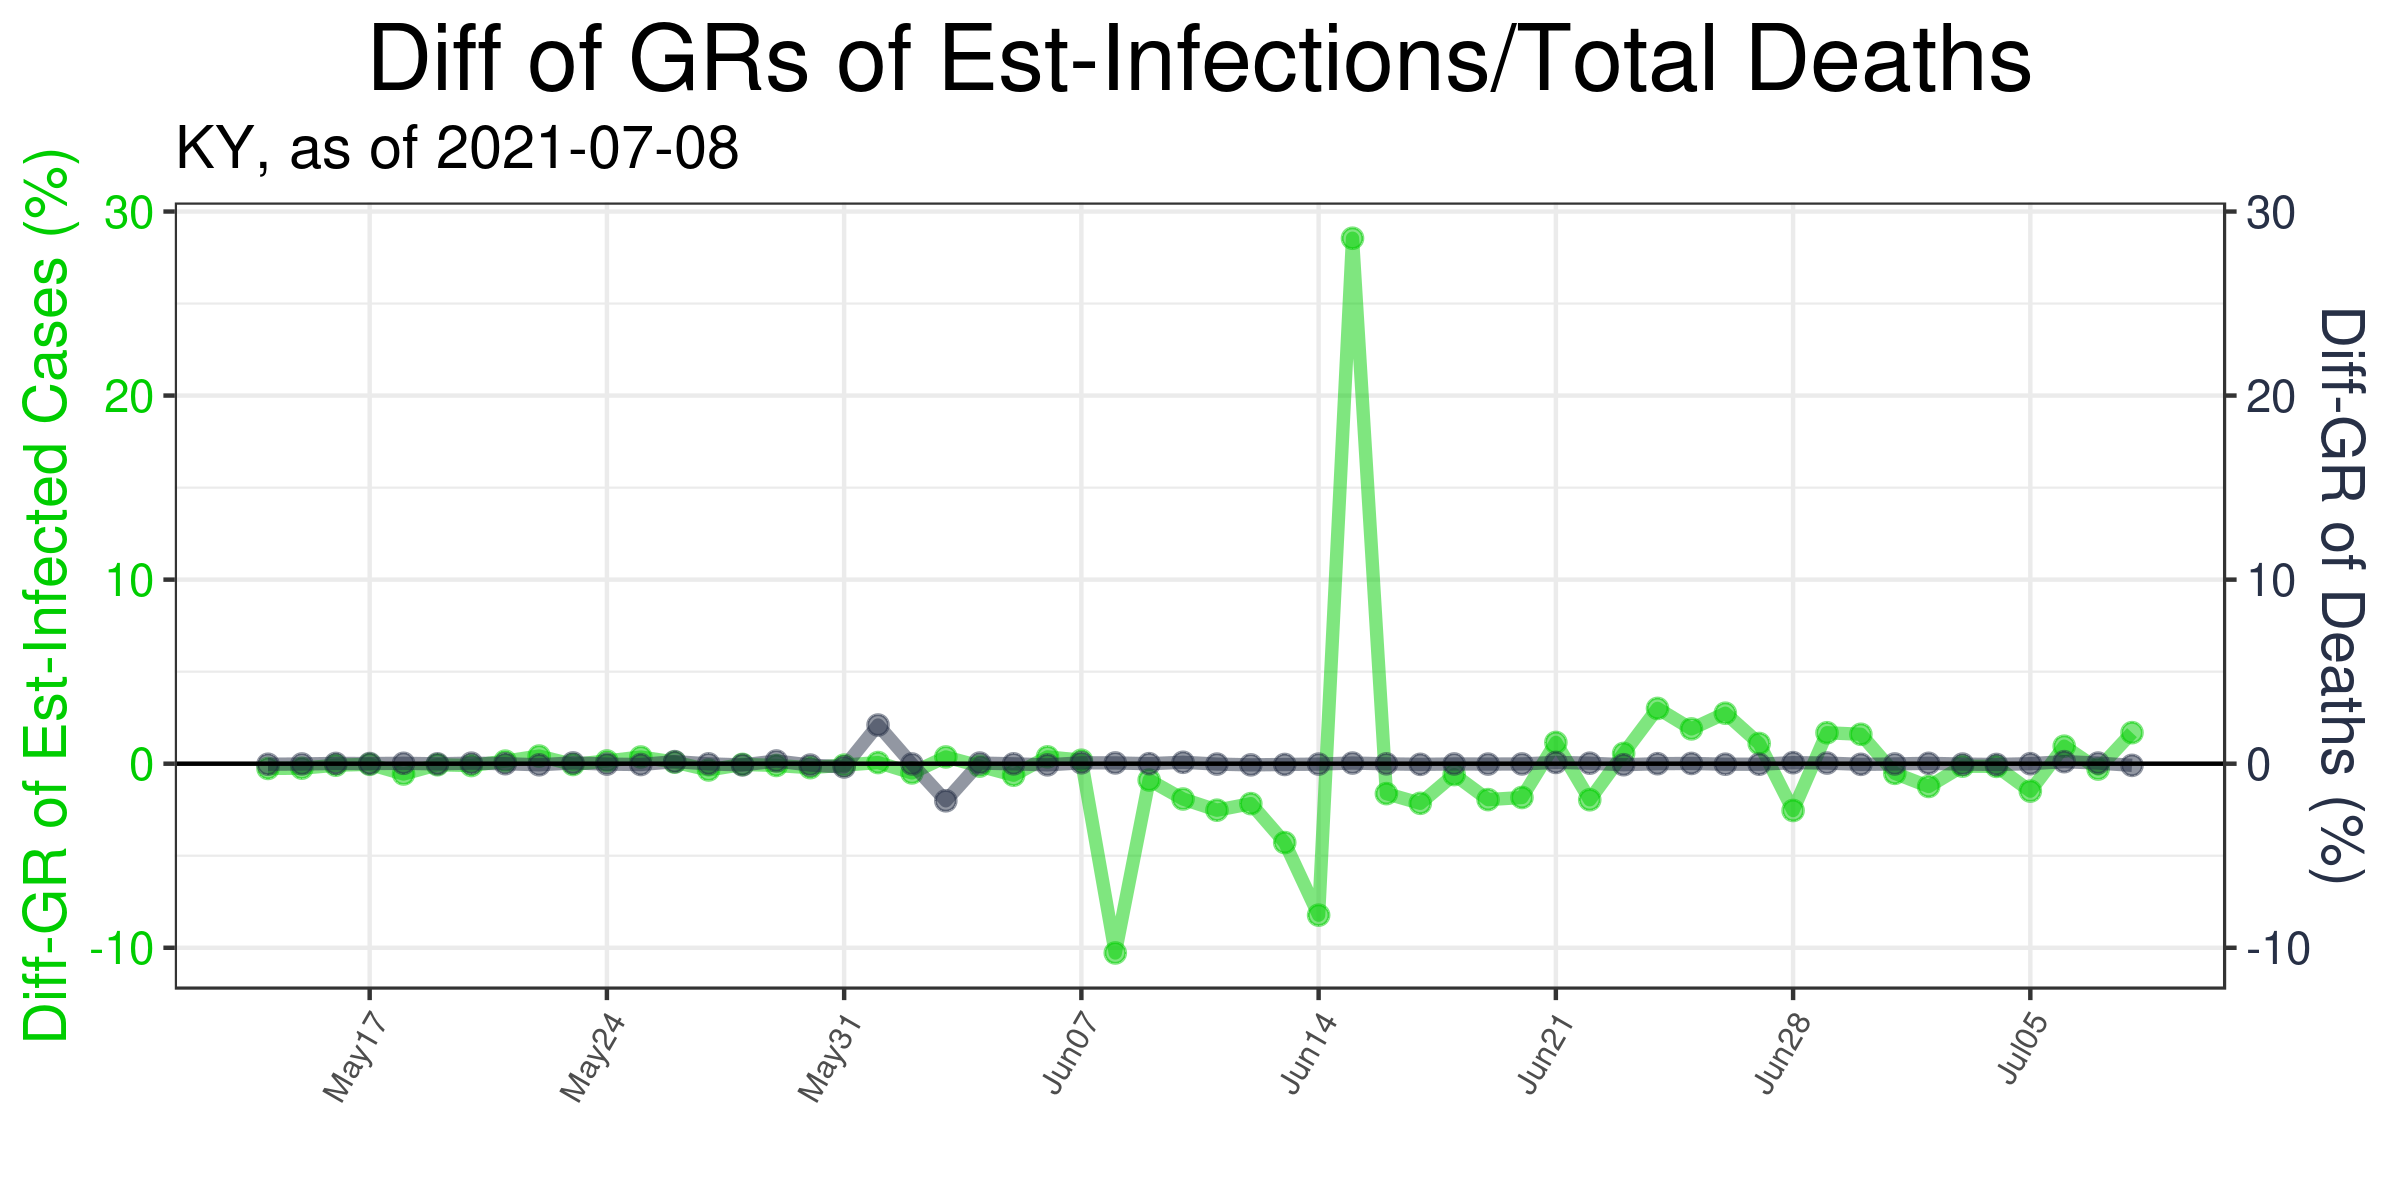 Diff of GRs of Est-Infections/Total Deaths
KY, as of 2021-07-08
Diff-GR of Est-Infected Cases (%)
30
20
10
0
-10
30
20
10
0
-10
Diff-GR of Deaths (%)
May17
May24
May31
Jun07
Jun14
Jun21
Jun28
Jul05